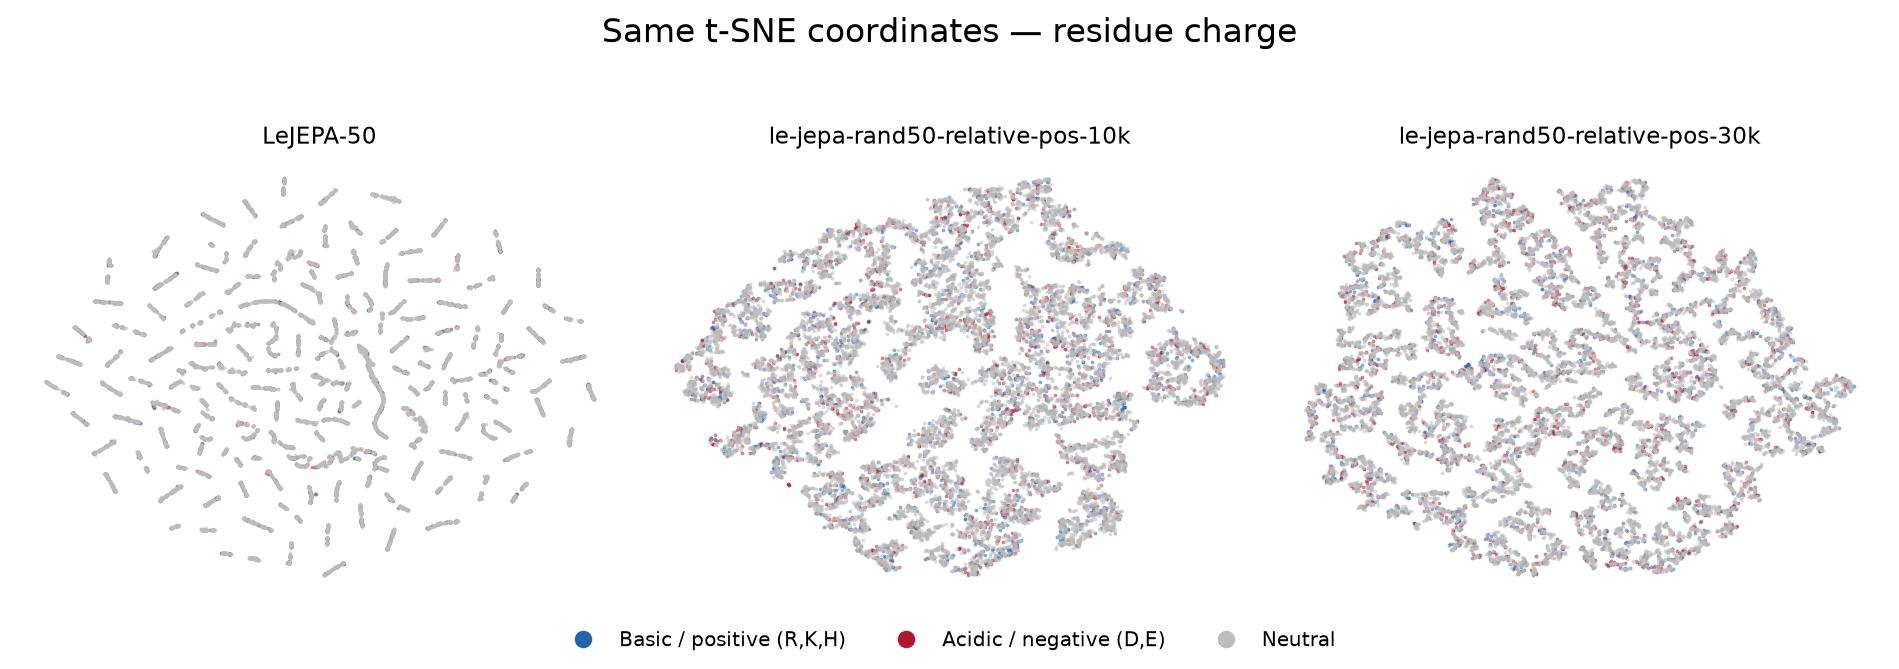 Same t-SNE coordinates — residue charge
LeJEPA-50
le-jepa-rand50-relative-pos-10k
le-jepa-rand50-relative-pos-30k
Basic / positive (R,K,H)
Acidic / negative (D,E)
Neutral